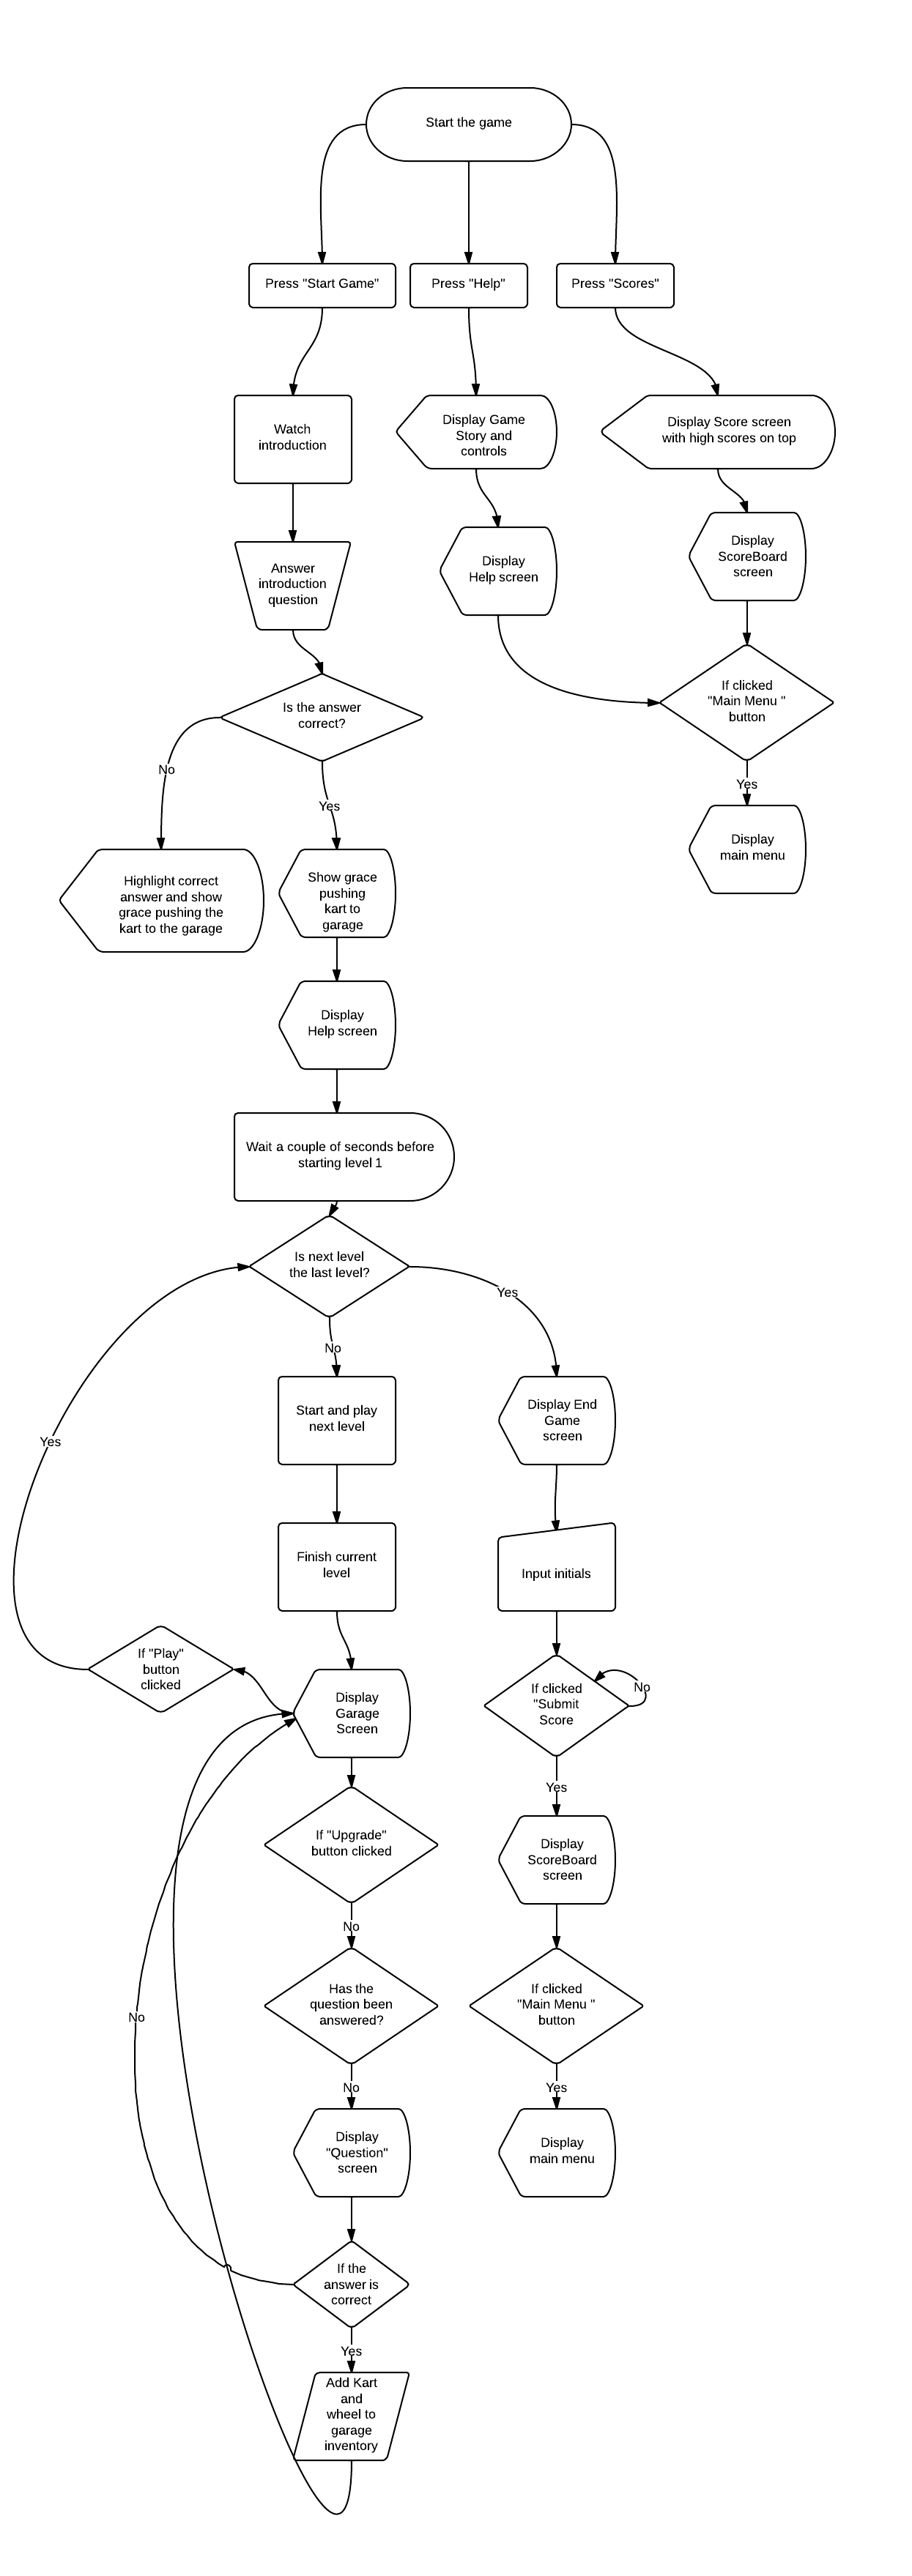 Start the game
Press "Start Game"
Press "Help"
Press "Scores"
Watch
introduction
Display Game
Story and
controls
Display Score screen
with high scores on top
Answer
introduction
question
Display
Help screen
Display
ScoreBoard
screen
Is the answer
correct?
If clicked
"Main Menu "
button
No
Yes
Yes
Display
main menu
Highlight correct
answer and show
grace pushing the
kart to the garage
Show grace
pushing
kart to
garage
Display
Help screen
Wait a couple of seconds before
starting level 1
Is next level
the last level?
Yes
No
Yes
Start and play
next level
Display End
Game
screen
Finish current
level
Input initials
If "Play"
button
clicked
Display
Garage
Screen
If clicked
"Submit
Score
No
Yes
If "Upgrade"
button clicked
Display
ScoreBoard
screen
No
Has the
question been
answered?
If clicked
"Main Menu "
button
No
No
Yes
Display
"Question"
screen
Display
main menu
If the
answer is
correct
Yes
Add Kart
and
wheel to
garage
inventory